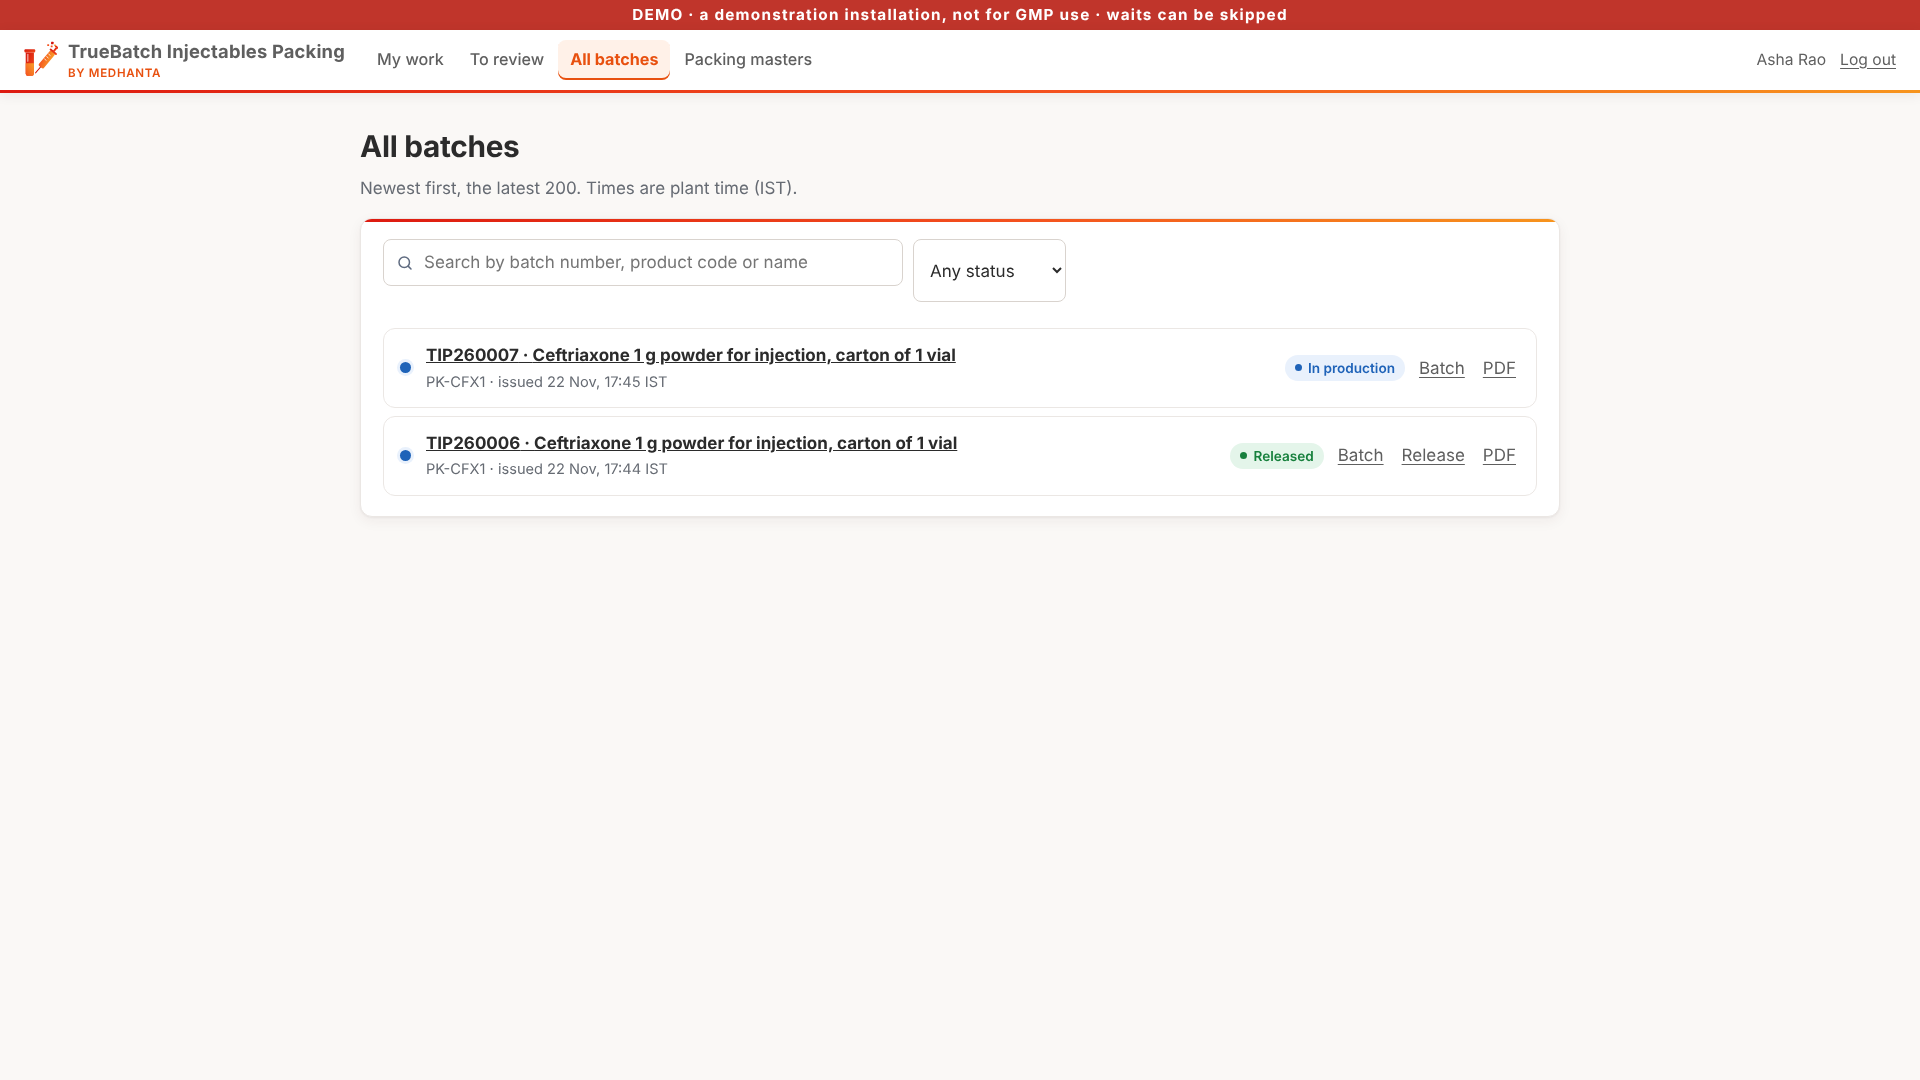 DEMO · a demonstration installation, not for GMP use · waits can be skipped
TrueBatch Injectables Packing
BY MEDHANTA
My work
To review
All batches
Packing masters
Asha Rao
Log out
All batches
Newest first, the latest 200. Times are plant time (IST).
Search by batch number, product code or name
Any status
TIP260007 · Ceftriaxone 1 g powder for injection, carton of 1 vial
PK-CFX1 · issued 22 Nov, 17:45 IST
In production
Batch
PDF
TIP260006 · Ceftriaxone 1 g powder for injection, carton of 1 vial
PK-CFX1 · issued 22 Nov, 17:44 IST
Released
Batch
Release
PDF